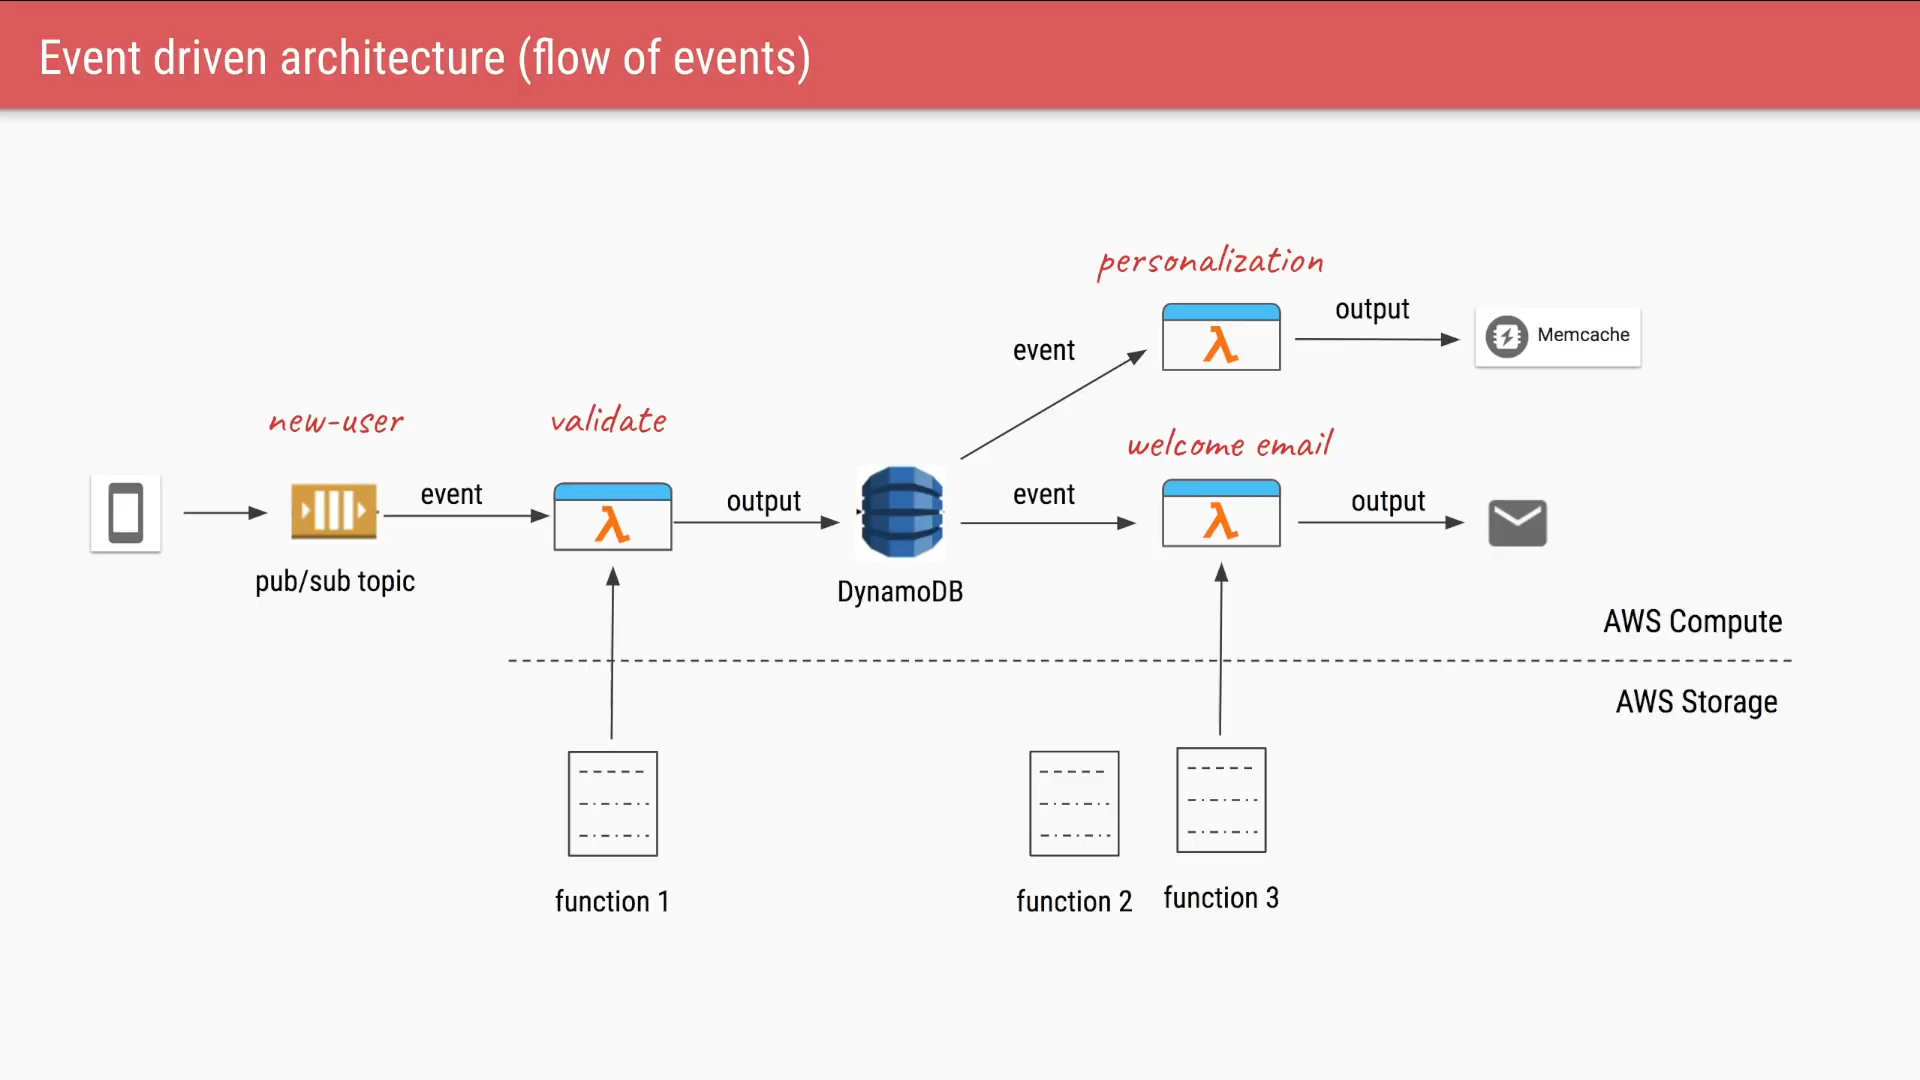 Event driven architecture (flow of events)
personalization
output
Memcache
event
new-user
validate
welcome email
event
output
event
output
pub/sub topic
DynamoDB
AWS Compute
AWS Storage
function 1
function 2
function 3